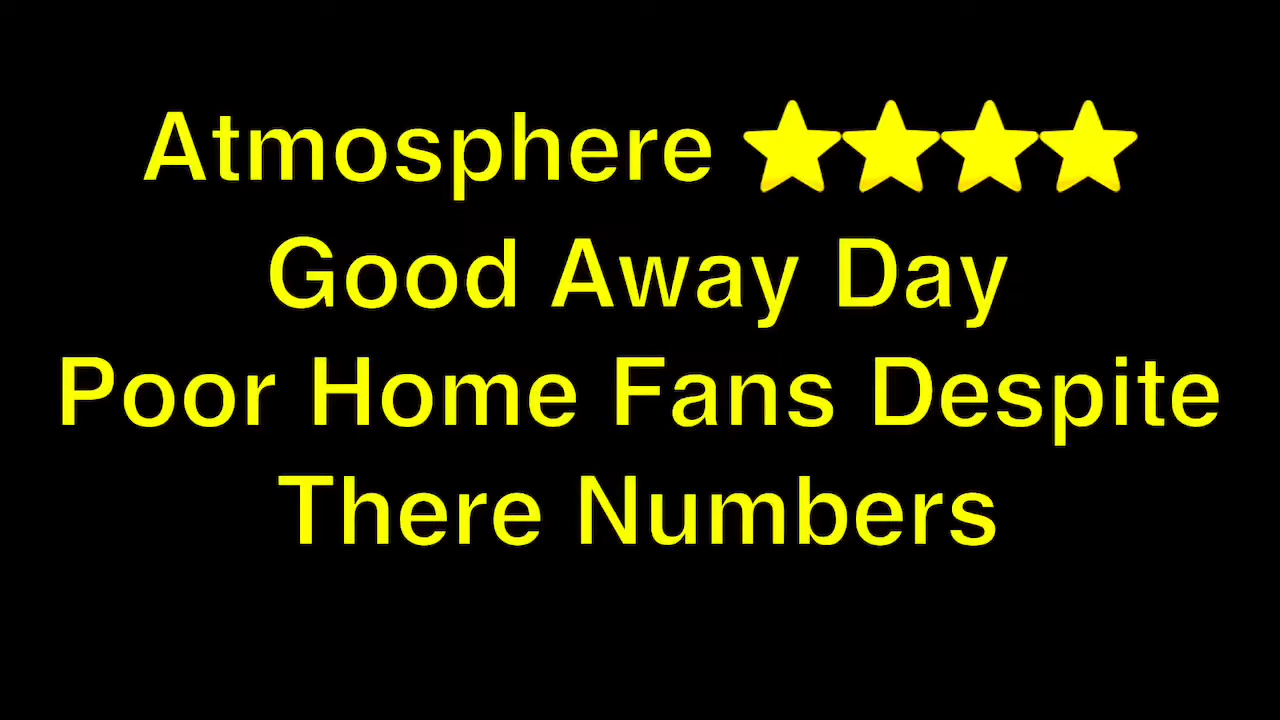 Atmosphere ⭐⭐⭐⭐
Good Away Day
Poor Home Fans Despite
There Numbers